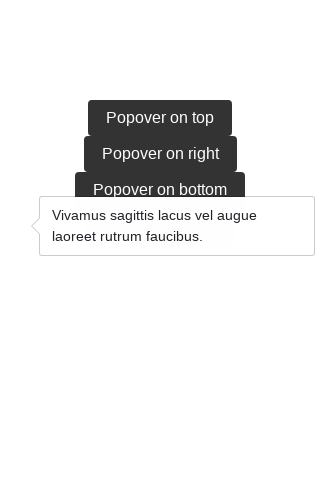 Popover on top
Popover on right
Popover on bottom
Vivamus sagittis lacus vel augue
laoreet rutrum faucibus.